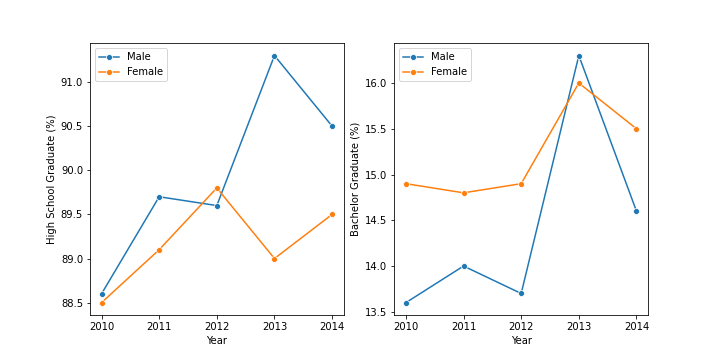 Male
Female
High School Graduate (%)
91.0
90.5
90.0
89.5
89.0
88.5
2010 2011 2012 2013 2014
Year
Male
Female
Bachelor Graduate (%)
16.0
15.5
15.0
14.5
14.0
13.5
2010 2011 2012 2013 2014
Year